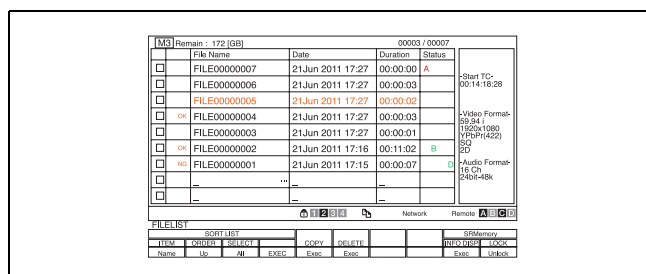 M3 Remain : 172 [GB] 00003 / 00007
File Name Date Duration Status
FILE00000007 21Jun 2011 17:27 00:00:00 A
FILE00000006 21Jun 2011 17:27 00:00:03
FILE00000005 21Jun 2011 17:27 00:00:02
OK FILE00000004 21Jun 2011 17:27 00:00:03
FILE00000003 21Jun 2011 17:27 00:00:01
OK FILE00000002 21Jun 2011 17:16 00:11:02 B
NG FILE00000001 21Jun 2011 17:15 00:00:07 D
_ ... _ _
_ _ _
-Start TC-
00:14:18:28
-Video Format-
59.94 i
1920x1080
YPbPr(422)
SQ
2D
-Audio Format-
16 Ch
24bit-48k
1 2 3 4 Network Remote A B C D
FILELIST
SORT LIST SRMemory
ITEM ORDER SELECT COPY DELETE INFO DISP LOCK
Name Up All EXEC Exec Exec Exec Unlock